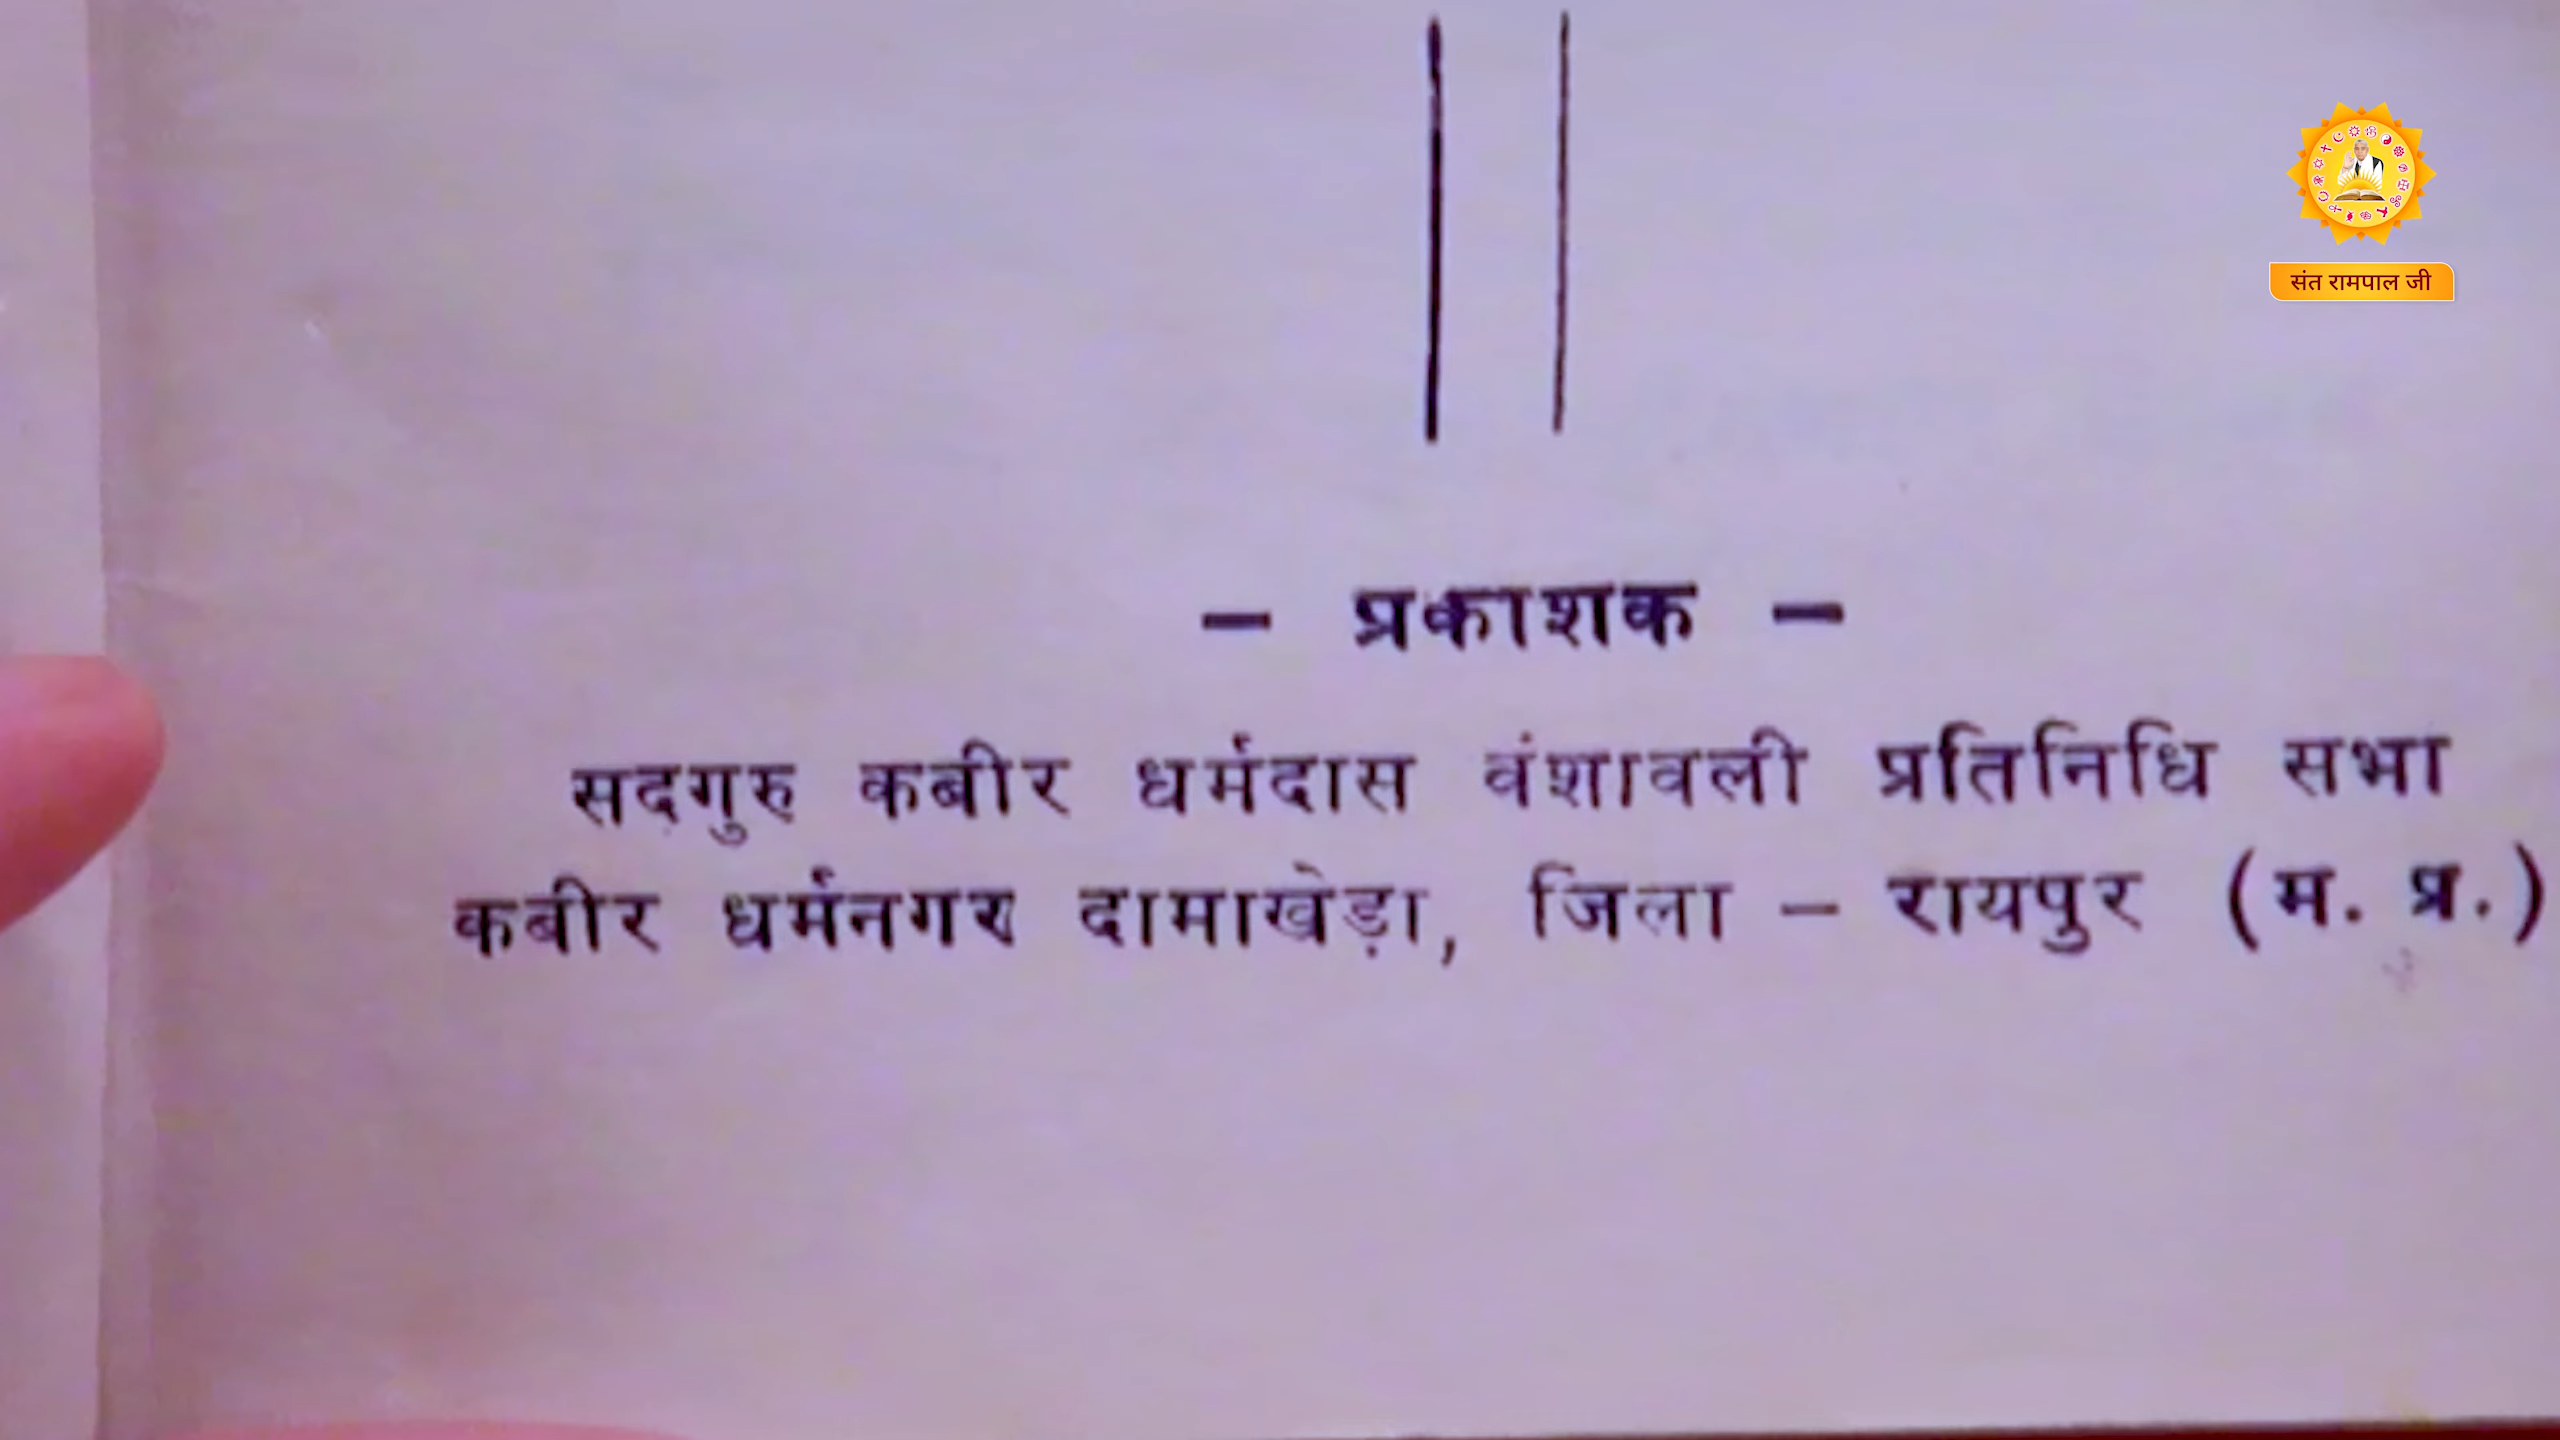 संत रामपाल जी
– प्रकाशक –
सदगुरु कबीर धर्मदास वंशावली प्रतिनिधि सभा
कबीर धर्मनगर दामाखेड़ा, जिला – रायपुर (म. प्र.)